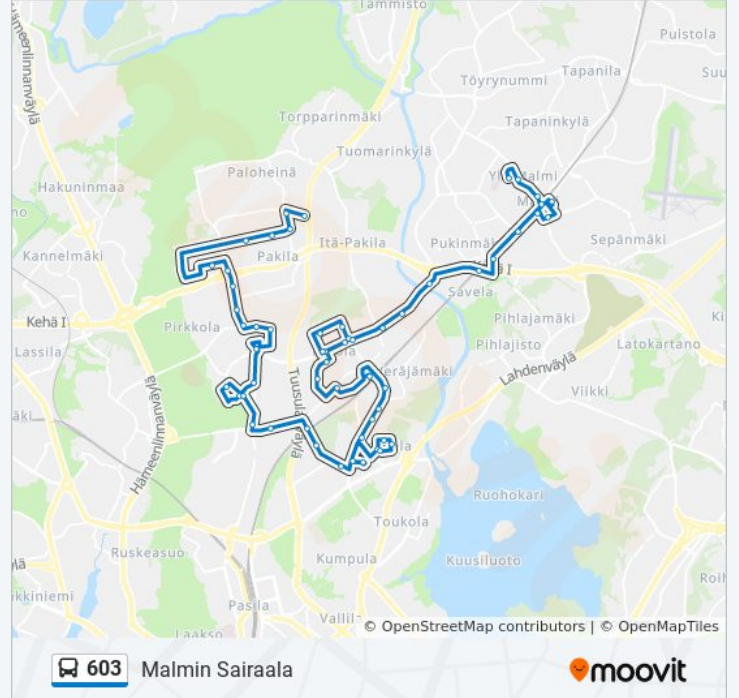 Tammisto
Puistola
Hämeenlinnanväylä
Töyrynummi
Tapanila
Torpparinmäki
Tapaninkylä
Tuomarinkylä
Paloheinä
Hakuninmaa
Kannelmäki
Itä-Pakila
Pukinmäki
Sepänmäki
Pakila
Kehä I
Savela
Kehä I
Pirkkola
Pihlajamäki
Lassila
Pihlajisto
Latokartano
Veräjämäki
Lahdenväylä
Viikki
Hämeenlinnanväylä
Ruohokari
Toukola
Ruskeasuo
Kumpula
Kuusiluoto
Pasila
Laakso
© OpenStreetMap contributors | © OpenMapTiles
603 Malmin Sairaala
moovit